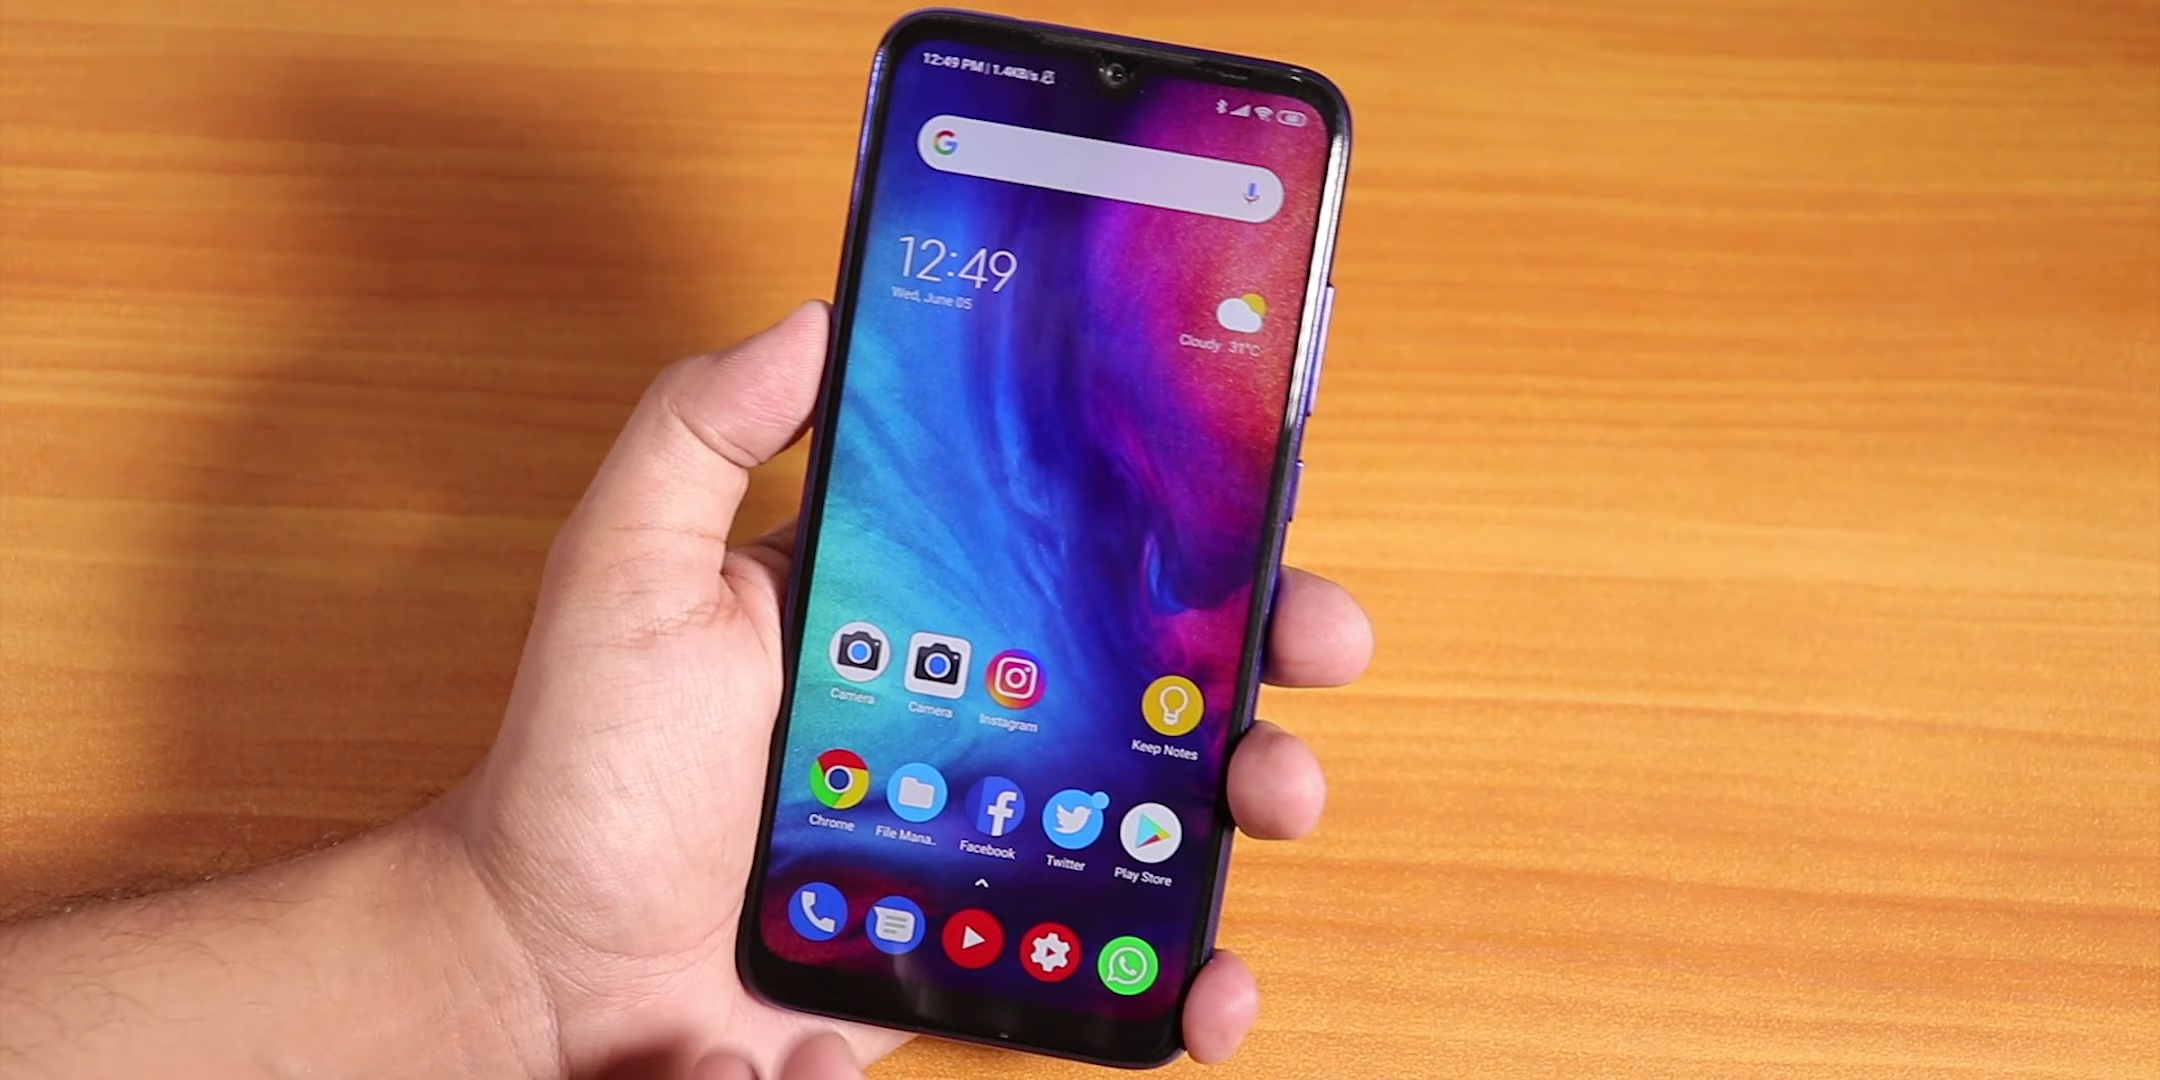 12:49 PM | 1.4KB/s
12:49
Wed, June 05
Cloudy 31°C
Camera
Camera
Instagram
Keep Notes
Chrome
File Mana..
Facebook
Twitter
Play Store